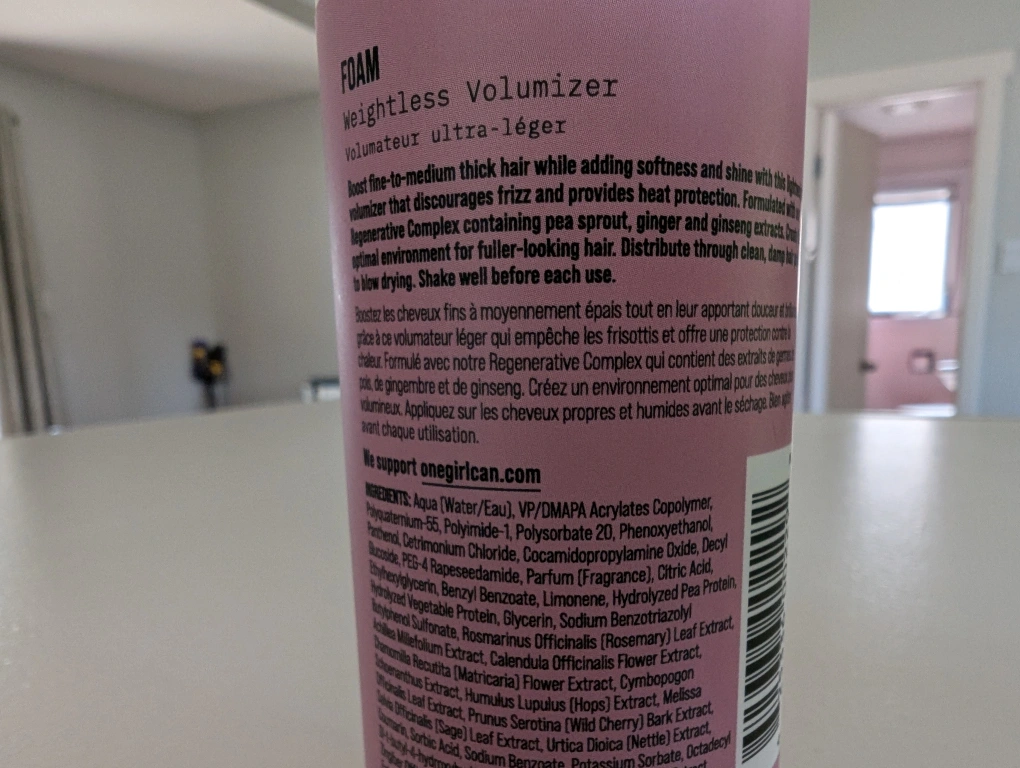 FOAM
Weightless Volumizer
Volumateur ultra-léger
Boost fine-to-medium thick hair while adding softness and shine with this
volumizer that discourages frizz and provides heat protection. Formulated with
Regenerative Complex containing pea sprout, ginger and ginseng extracts.
optimal environment for fuller-looking hair. Distribute through clean, damp hair
to blow drying. Shake well before each use.
Boostez les cheveux fins à moyennement épais tout en leur apportant douceur et
grâce à ce volumateur léger qui empêche les frisottis et offre une protection contre la
chaleur. Formulé avec notre Regenerative Complex qui contient des extraits de germes
pois, de gingembre et de ginseng. Créez un environnement optimal pour des cheveux
volumineux. Appliquez sur les cheveux propres et humides avant le séchage. Bien
avant chaque utilisation.
We support onegirlcan.com
INGREDIENTS: Aqua (Water/Eau), VP/DMAPA Acrylates Copolymer,
Polyquaternium-55, Polyimide-1, Polysorbate 20, Phenoxyethanol,
Panthenol, Cetrimonium Chloride, Cocamidopropylamine Oxide, Decyl
Glucoside, PEG-4 Rapeseedamide, Parfum (Fragrance), Citric Acid,
Ethylhexylglycerin, Benzyl Benzoate, Limonene, Hydrolyzed Pea Protein,
Hydrolyzed Vegetable Protein, Glycerin, Sodium Benzotriazolyl
Butylphenol Sulfonate, Rosmarinus Officinalis (Rosemary) Leaf Extract,
Achillea Millefolium Extract, Calendula Officinalis Flower Extract,
Chamomilla Recutita (Matricaria) Flower Extract, Cymbopogon
Schoenanthus Extract, Humulus Lupulus (Hops) Extract, Melissa
Officinalis Leaf Extract, Prunus Serotina (Wild Cherry) Bark Extract,
Salvia Officinalis (Sage) Leaf Extract, Urtica Dioica (Nettle) Extract,
Coumarin, Sorbic Acid, Sodium Benzoate, Potassium Sorbate, Octadecyl